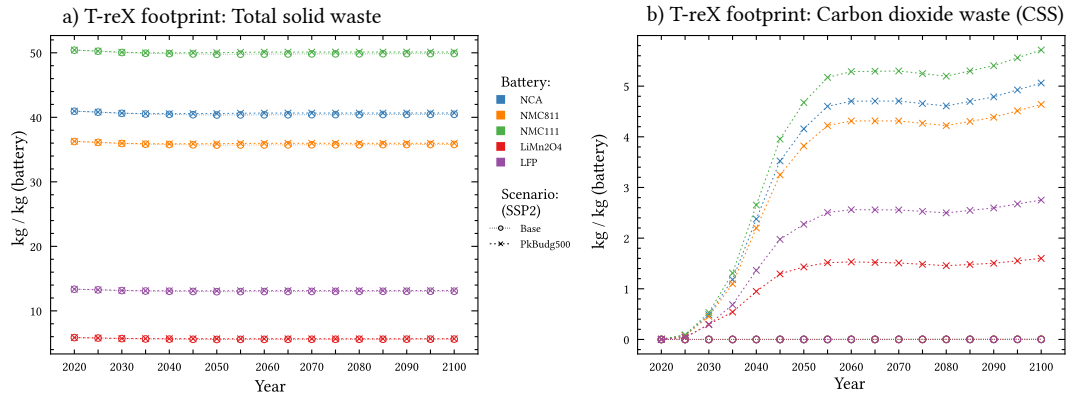 a) T-reX footprint: Total solid waste
50
40
30
20
10
kg / kg (battery)
2020 2030 2040 2050 2060 2070 2080 2090 2100
Year
Battery:
NCA
NMC811
NMC111
LiMn2O4
LFP
Scenario:
(SSP2)
Base
PkBudg500
b) T-reX footprint: Carbon dioxide waste (CSS)
5
4
3
2
1
0
kg / kg (battery)
2020 2030 2040 2050 2060 2070 2080 2090 2100
Year